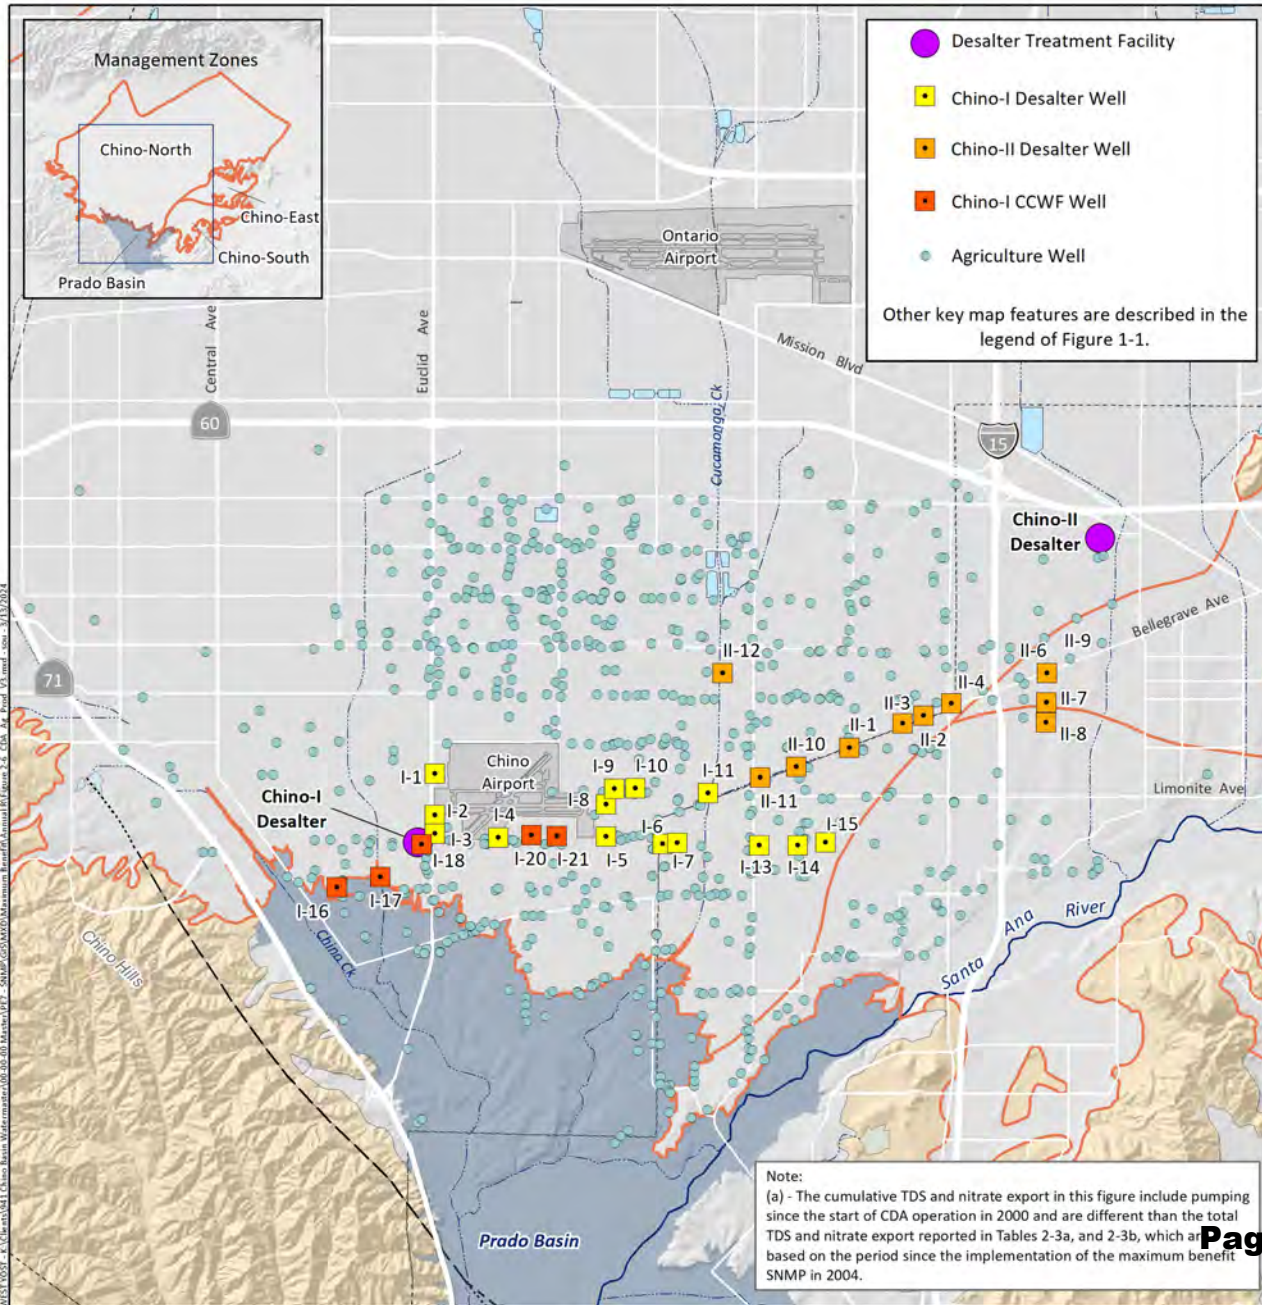 Management Zones
Chino-North
Chino-East
Chino-South
Prado Basin
Desalter Treatment Facility
Chino-I Desalter Well
Chino-II Desalter Well
Chino-I CCWF Well
Agriculture Well
Other key map features are described in the
legend of Figure 1-1.
Ontario
Airport
Central Ave
Euclid Ave
Mission Blvd
Cucamonga Ck
60
15
Chino-II
Desalter
Bellegrave Ave
II-12
II-6
II-9
71
II-4
II-3
II-7
II-1
II-2
II-8
II-10
Chino
Airport
I-1
I-9
I-10
I-11
II-11
Limonite Ave
Chino-I
Desalter
I-8
I-2
I-4
I-3
I-6
I-15
I-18
I-20
I-21
I-5
I-7
I-13
I-14
I-16
I-17
Chino Hills
Chino Ck
Santa Ana River
Prado Basin
Note:
(a) - The cumulative TDS and nitrate export in this figure include pumping
since the start of CDA operation in 2000 and are different than the total
TDS and nitrate export reported in Tables 2-3a, and 2-3b, which are
based on the period since the implementation of the maximum benefit
SNMP in 2004.
Pag